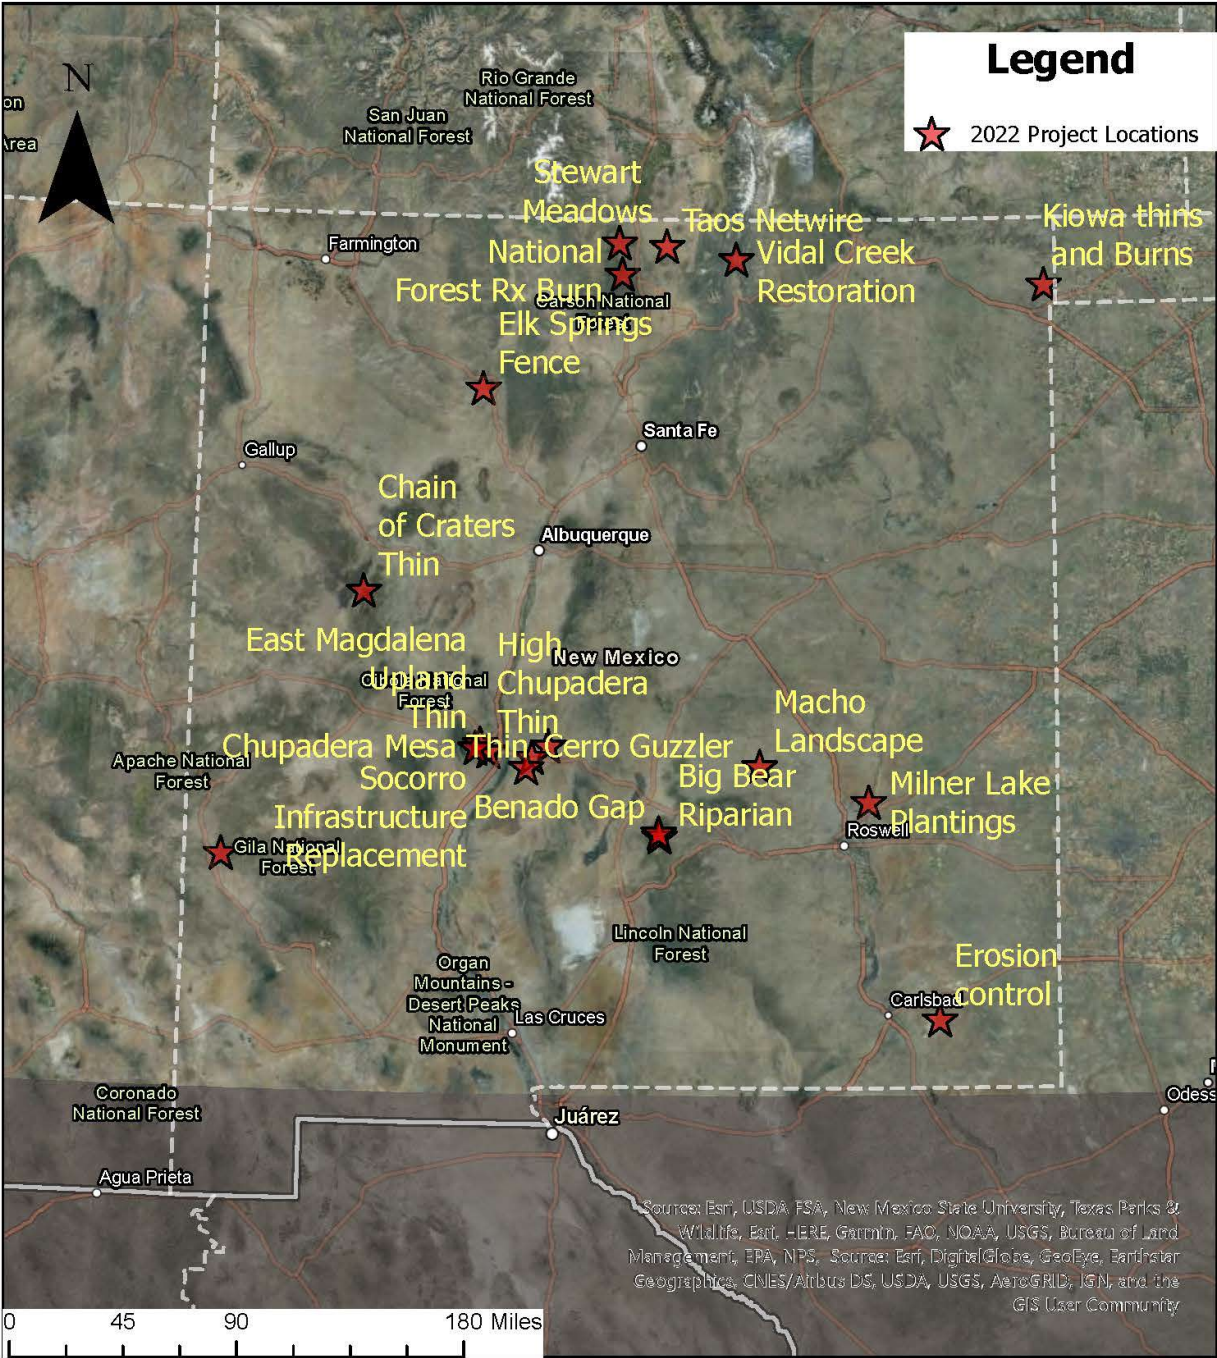 Legend
2022 Project Locations
N
on
Area
Rio Grande
National Forest
San Juan
National Forest
Stewart
Meadows
Taos Netwire
Kiowa thins
and Burns
Farmington
National
Forest Rx Burn
Vidal Creek
Restoration
Carson National
Forest
Elk Springs
Fence
Santa Fe
Gallup
Chain
of Craters
Thin
Albuquerque
East Magdalena
Upland
Thin
High
Chupadera
Thin
New Mexico
Cibola National
Forest
Macho
Landscape
Chupadera Mesa Thin
Cerro Guzzler
Apache National
Forest
Socorro
Infrastructure
Replacement
Benado Gap
Big Bear
Riparian
Milner Lake
Plantings
Roswell
Gila National
Forest
Lincoln National
Forest
Organ
Mountains -
Desert Peaks
National
Monument
Las Cruces
Erosion
control
Carlsbad
Coronado
National Forest
Juárez
Odess
Agua Prieta
Source: Esri, USDA FSA, New Mexico State University, Texas Parks &
Wildlife, Esri, HERE, Garmin, FAO, NOAA, USGS, Bureau of Land
Management, EPA, NPS, Source: Esri, DigitalGlobe, GeoEye, Earthstar
Geographics, CNES/Airbus DS, USDA, USGS, AeroGRID, IGN, and the
GIS User Community
0 45 90 180 Miles